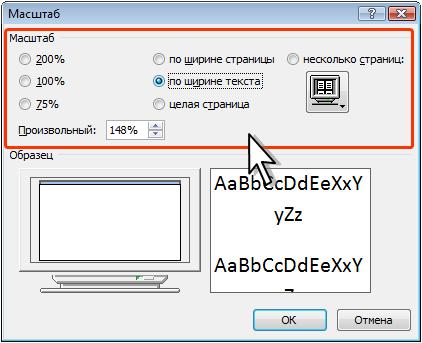 Масштаб
Масштаб
200%
по ширине страницы
несколько страниц:
100%
по ширине текста
75%
целая страница
Произвольный: 148%
Образец
AaBbCcDdEeXxY
yZz
AaBbCcDdEeXxY
OK
Отмена